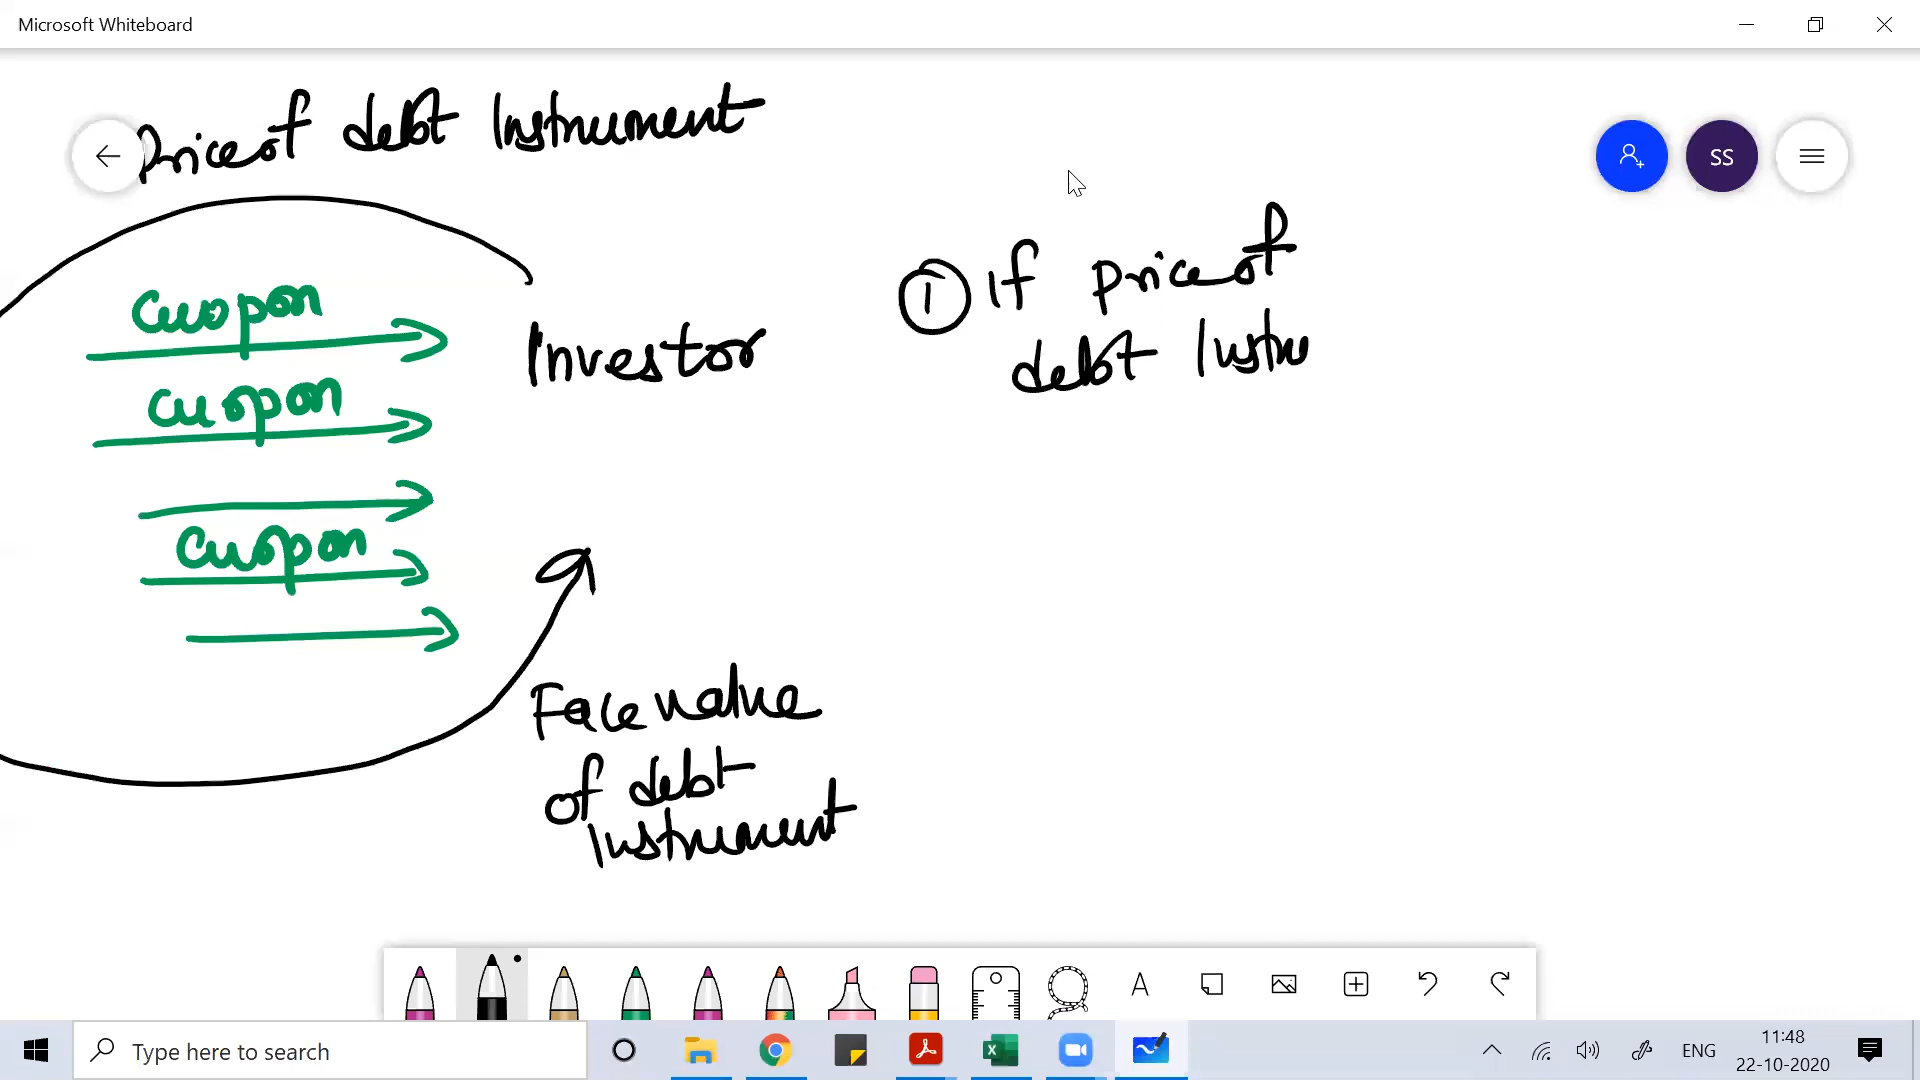 Microsoft Whiteboard
Price of debt Instrument
SS
cuopon
cuopon
cuopon
Investor
Face value
of debt
Instrument
1 If price of
debt Instru
A
Type here to search
ENG
11:48
22-10-2020